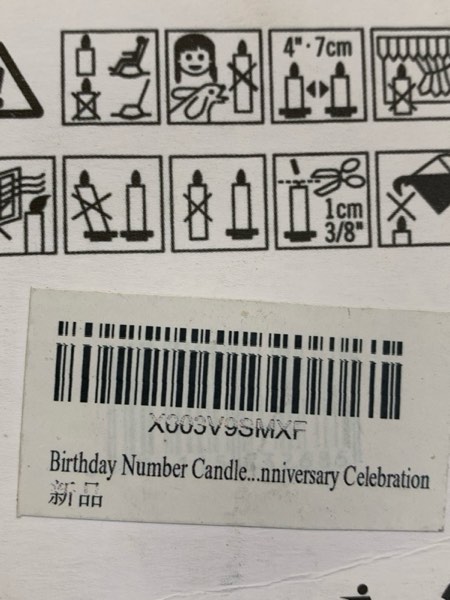 4"·7cm
1cm
3/8"
X003V9SMXF
Birthday Number Candle...nniversary Celebration
新品